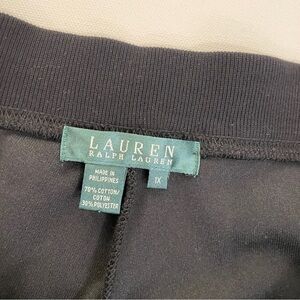 LAUREN
RALPH LAUREN
MADE IN
PHILIPPINES
1X
70% COTTON/
COTON
30% POLYESTER